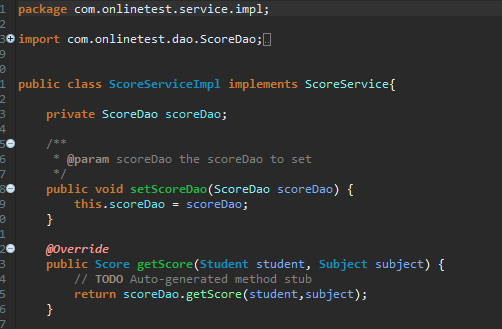 package com.onlinetest.service.impl;
import com.onlinetest.dao.ScoreDao;
public class ScoreServiceImpl implements ScoreService{
private ScoreDao scoreDao;
/**
* @param scoreDao the scoreDao to set
*/
public void setScoreDao(ScoreDao scoreDao) {
this.scoreDao = scoreDao;
}
@Override
public Score getScore(Student student, Subject subject) {
// TODO Auto-generated method stub
return scoreDao.getScore(student,subject);
}